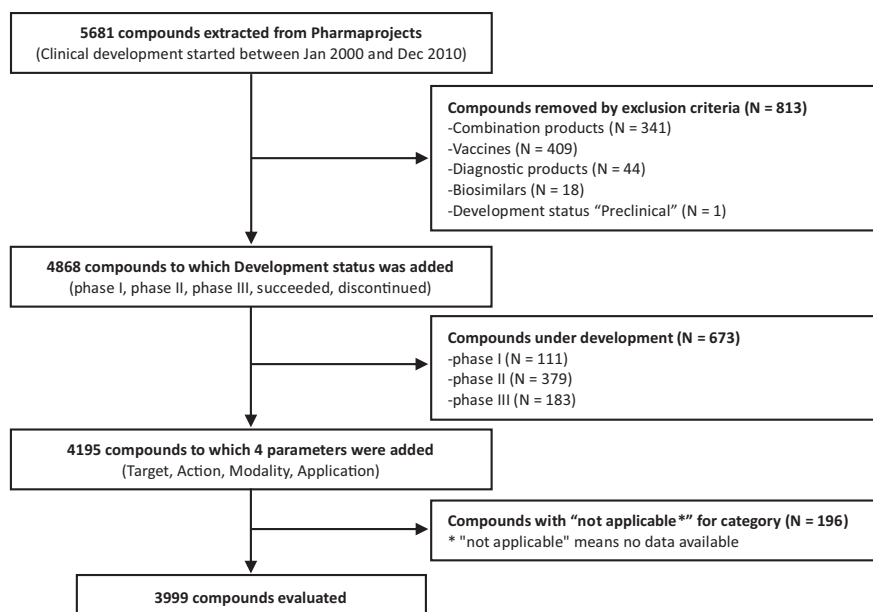 5681 compounds extracted from Pharmaprojects
(Clinical development started between Jan 2000 and Dec 2010)
Compounds removed by exclusion criteria (N = 813)
-Combination products (N = 341)
-Vaccines (N = 409)
-Diagnostic products (N = 44)
-Biosimilars (N = 18)
-Development status “Preclinical” (N = 1)
4868 compounds to which Development status was added
(phase I, phase II, phase III, succeeded, discontinued)
Compounds under development (N = 673)
-phase I (N = 111)
-phase II (N = 379)
-phase III (N = 183)
4195 compounds to which 4 parameters were added
(Target, Action, Modality, Application)
Compounds with “not applicable*” for category (N = 196)
* "not applicable" means no data available
3999 compounds evaluated